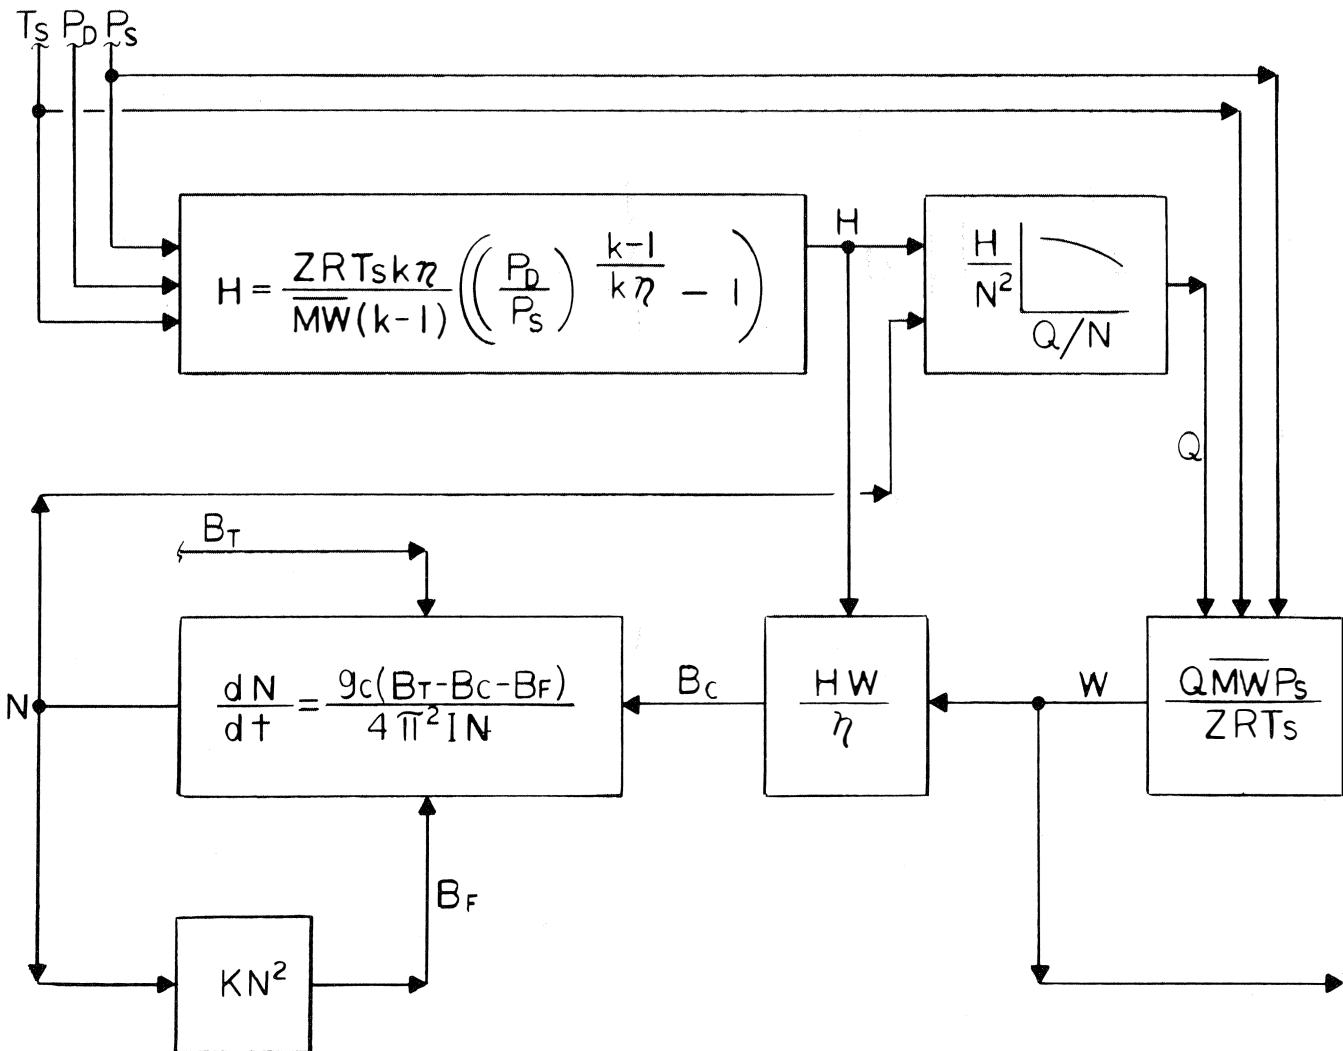 Ts PD Ps
H = ZRTskη / MW(k-1) ((PD/Ps)^(k-1/kη) - 1)
H
H/N²
Q/N
Q
BT
N
dN/dt = gc(BT-BC-BF) / 4π²IN
BC
HW/η
W
QMWPs / ZRTs
BF
KN²